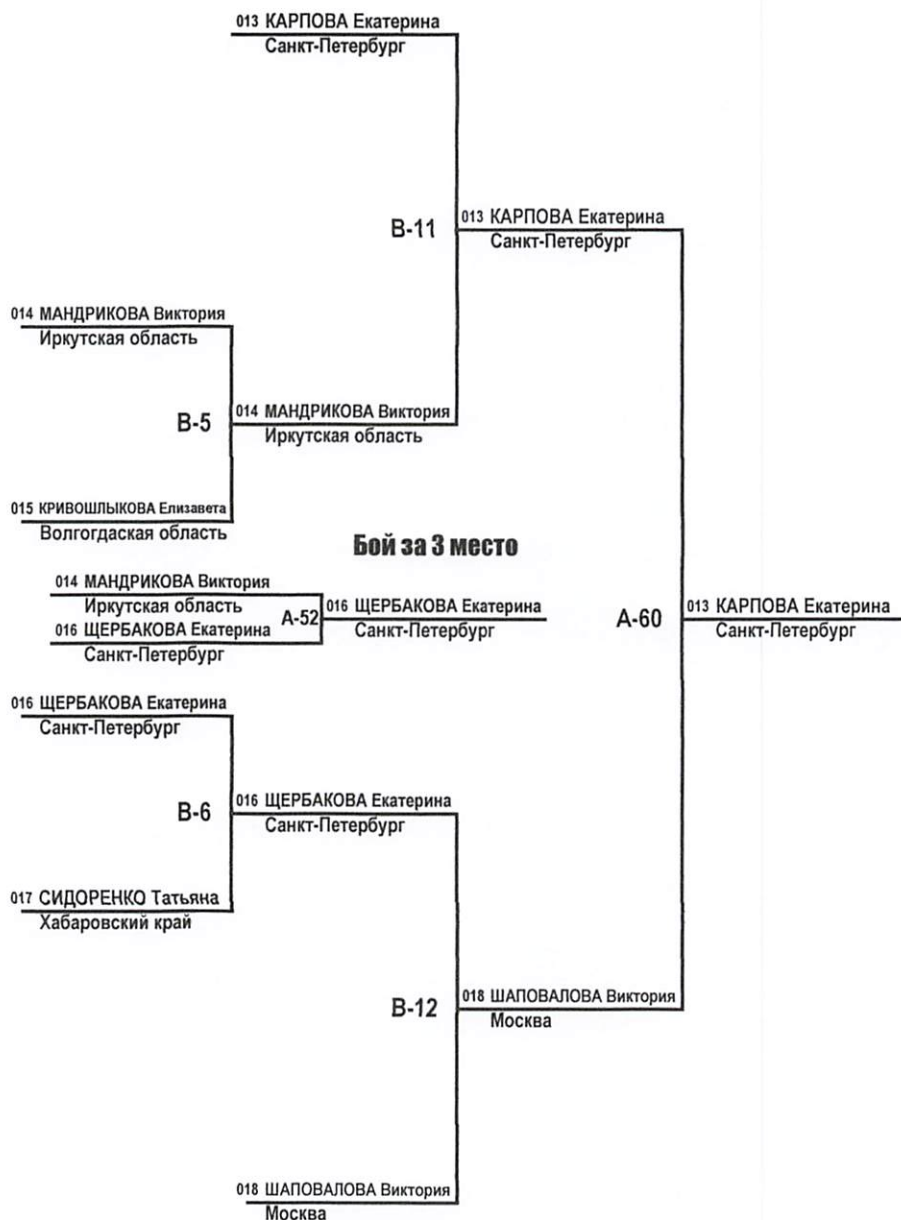 013 КАРПОВА Екатерина
Санкт-Петербург
В-11
013 КАРПОВА Екатерина
Санкт-Петербург
014 МАНДРИКОВА Виктория
Иркутская область
В-5
014 МАНДРИКОВА Виктория
Иркутская область
015 КРИВОШЛЫКОВА Елизавета
Волгогдаская область
Бой за 3 место
014 МАНДРИКОВА Виктория
Иркутская область
А-52
016 ЩЕРБАКОВА Екатерина
Санкт-Петербург
016 ЩЕРБАКОВА Екатерина
Санкт-Петербург
А-60
013 КАРПОВА Екатерина
Санкт-Петербург
016 ЩЕРБАКОВА Екатерина
Санкт-Петербург
В-6
016 ЩЕРБАКОВА Екатерина
Санкт-Петербург
017 СИДОРЕНКО Татьяна
Хабаровский край
В-12
018 ШАПОВАЛОВА Виктория
Москва
018 ШАПОВАЛОВА Виктория
Москва